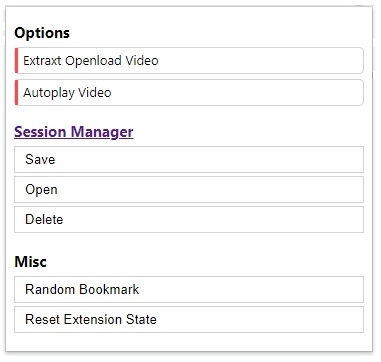 Options
Extraxt Openload Video
Autoplay Video
Session Manager
Save
Open
Delete
Misc
Random Bookmark
Reset Extension State